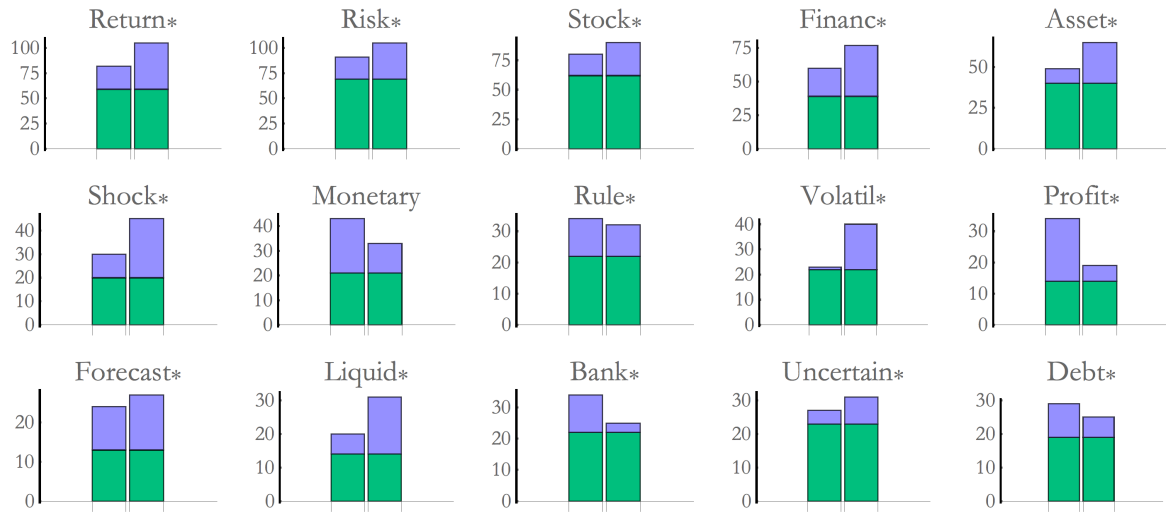 Return* Risk* Stock* Financ* Asset*
100 75 50 25 0
100 75 50 25 0
75 50 25 0
75 50 25 0
50 25 0
Shock* Monetary Rule* Volatil* Profit*
40 30 20 10 0
40 30 20 10 0
30 20 10 0
40 30 20 10 0
30 20 10 0
Forecast* Liquid* Bank* Uncertain* Debt*
20 10 0
30 20 10 0
30 20 10 0
30 20 10 0
30 20 10 0